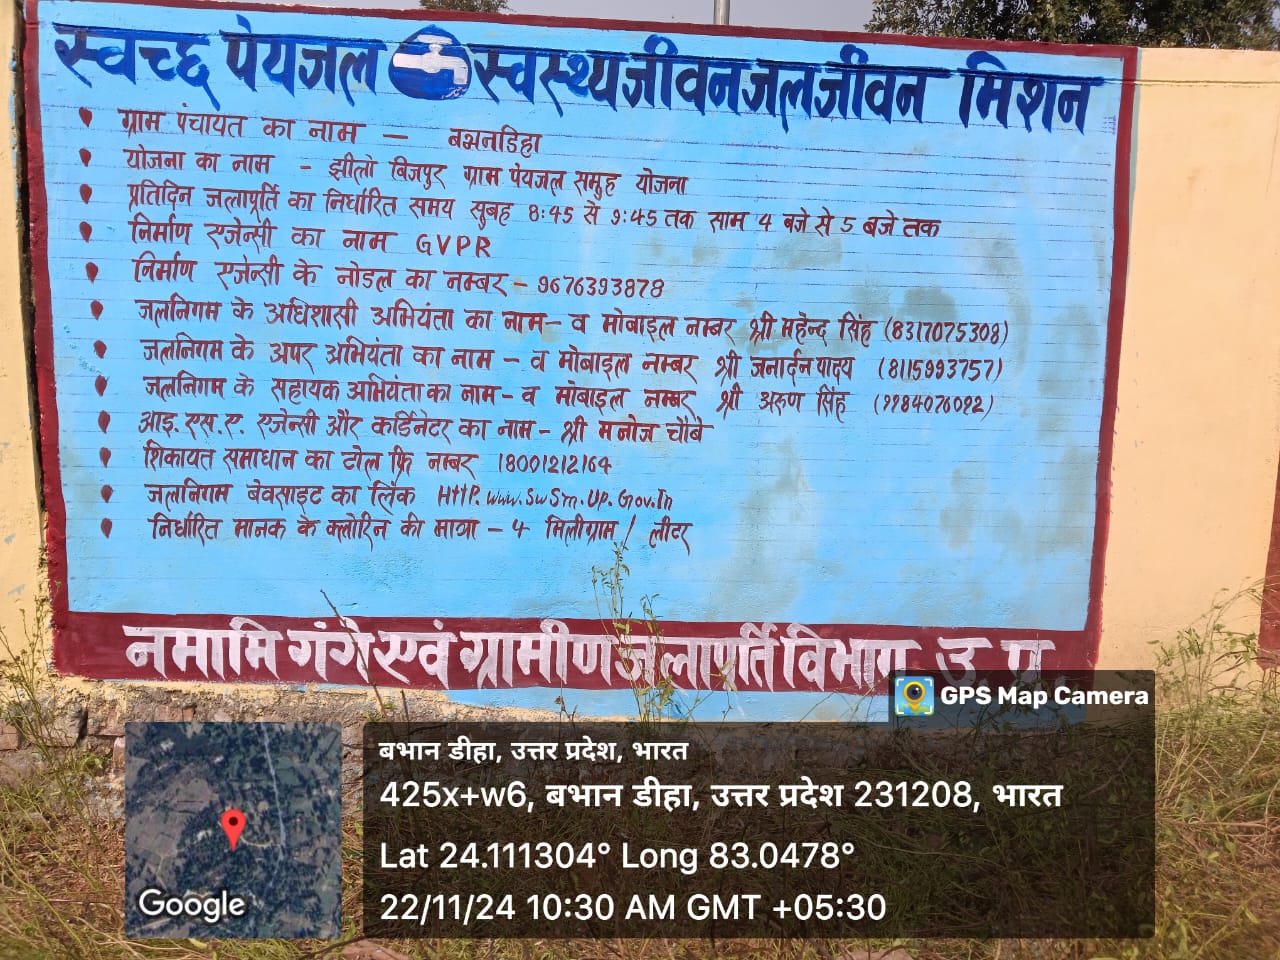 स्वच्छ पेयजल स्वस्थ्य जीवन जल जीवन मिशन
ग्राम पंचायत का नाम — बभनडिहा
योजना का नाम - झीलो बिजपुर ग्राम पेयजल समुह योजना
प्रतिदिन जलापूर्ति का निर्धारित समय सुबह 8:45 से 9:45 तक साम 4 बजे से 5 बजे तक
निर्माण एजेन्सी का नाम GVPR
निर्माण एजेन्सी के नोडल का नम्बर - 9676393878
जलनिगम के अधिशासी अभियंता का नाम - व मोबाइल नम्बर श्री महेन्द सिंह (8317075308)
जलनिगम के अपर अभियंता का नाम - व मोबाइल नम्बर श्री जनार्दन यादव (8115993757)
जलनिगम के सहायक अभियंता का नाम - व मोबाइल नम्बर श्री अरुण सिंह (9984076092)
आइ.एस.ए. एजेन्सी और कार्डिनेटर का नाम - श्री मनोज चौबे
शिकायत समाधान का टोल फ्रि नम्बर 18001212164
जलनिगम बेवसाइट का लिंक HttP.www.SwSm.UP.Gov.In
निर्धारित मानक के क्लोरिन की मात्रा - 4 मिलीग्राम / लीटर
नमामि गंगे एवं ग्रामीण जलापूर्ति विभाग उ.प्र.
GPS Map Camera
बभान डीहा, उत्तर प्रदेश, भारत
425x+w6, बभान डीहा, उत्तर प्रदेश 231208, भारत
Lat 24.111304° Long 83.0478°
22/11/24 10:30 AM GMT +05:30
Google